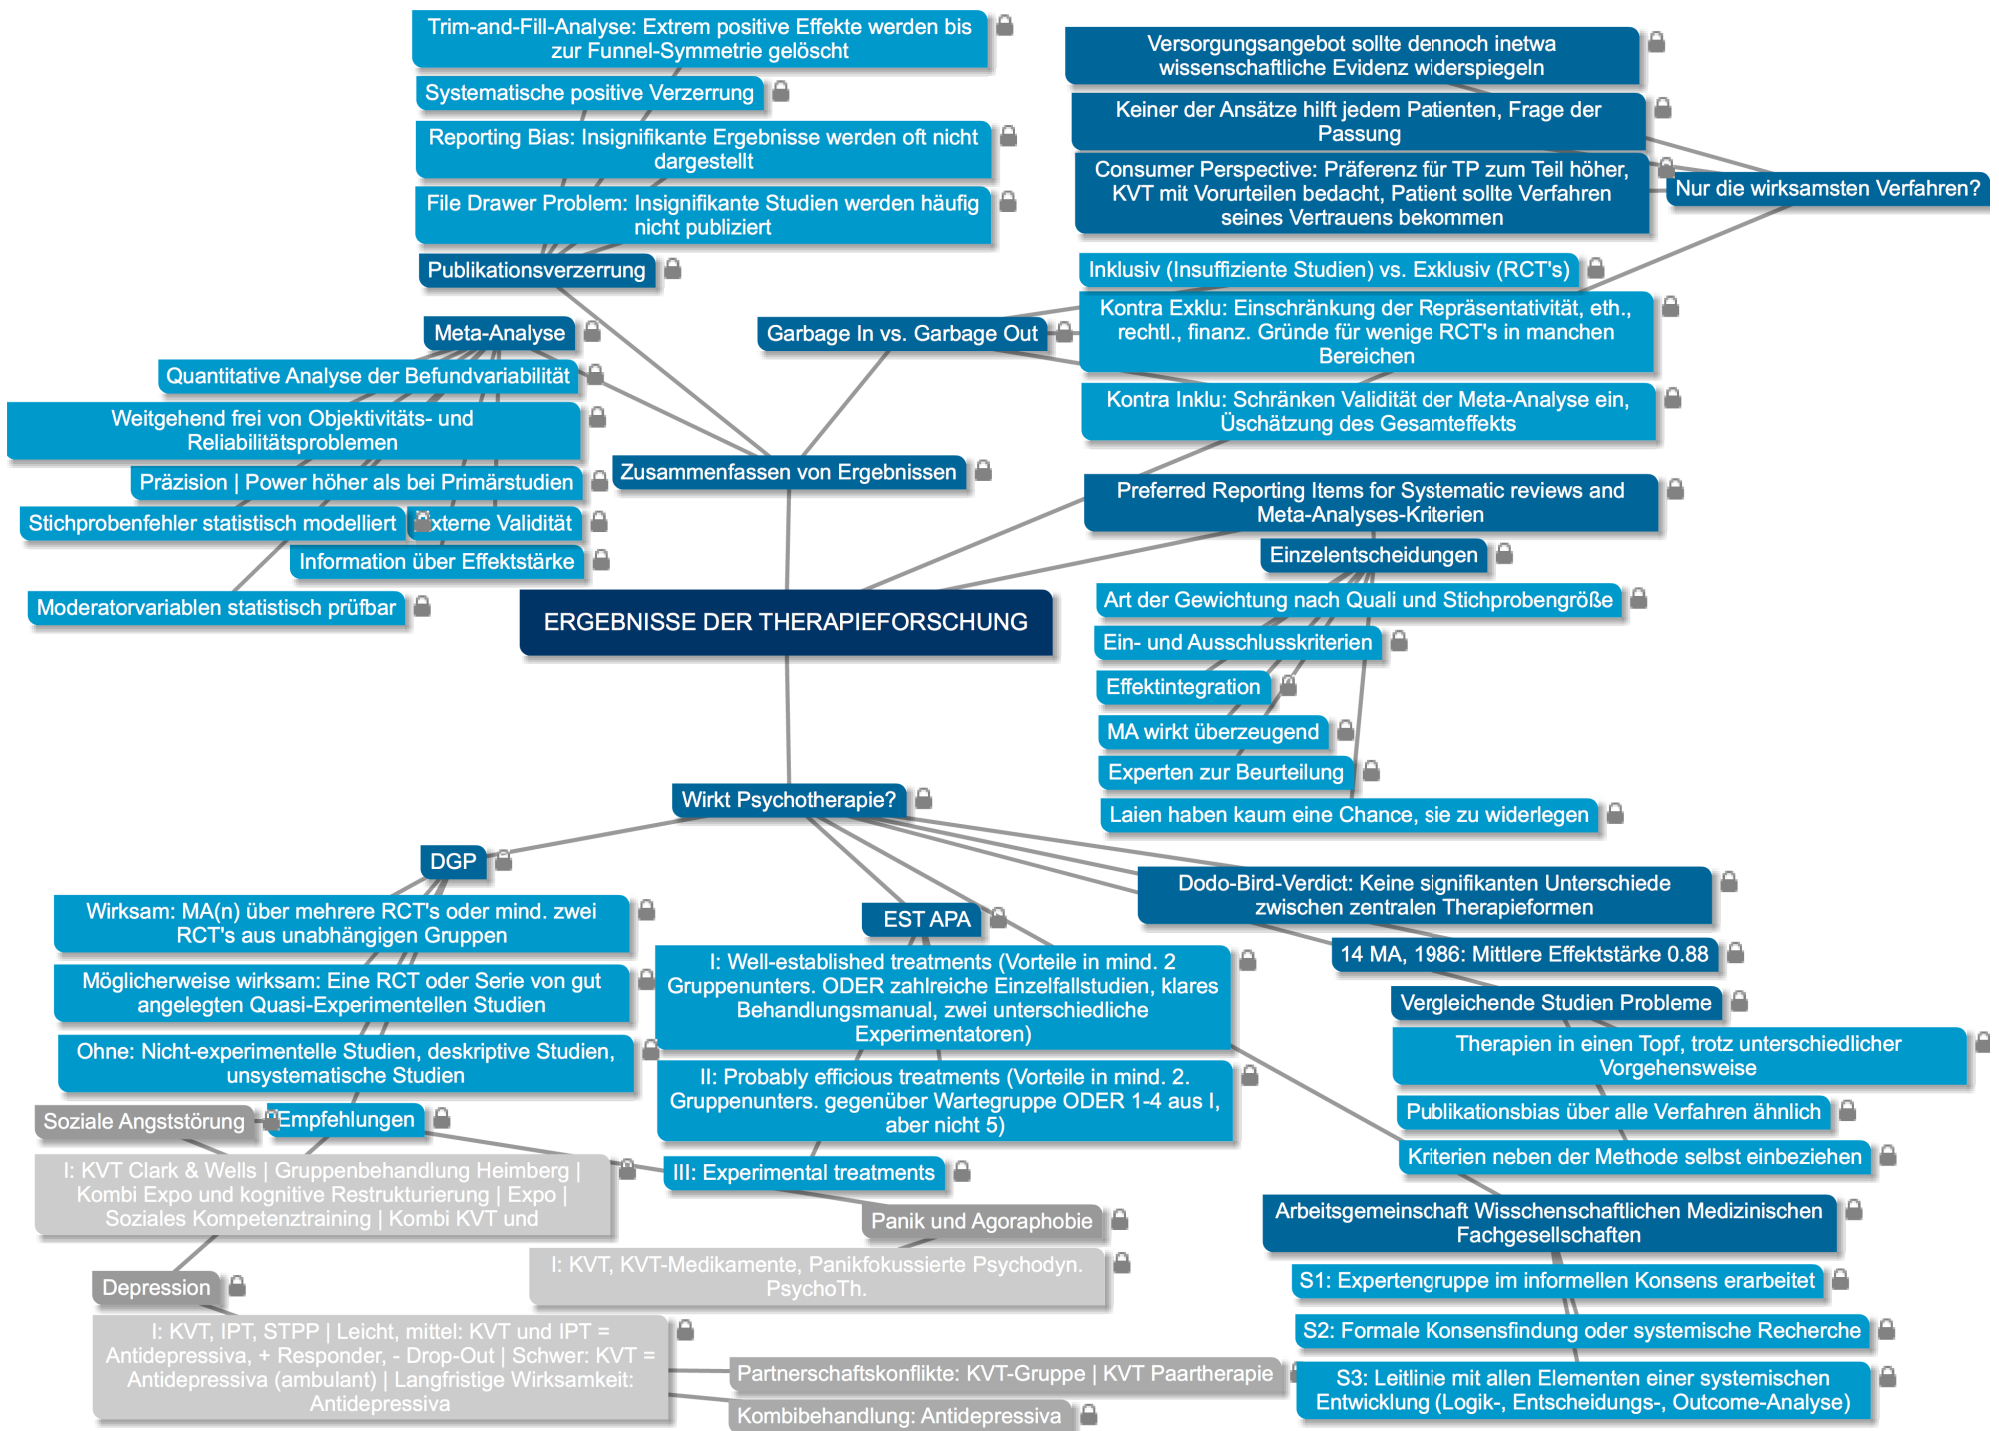 Trim-and-Fill-Analyse: Extrem positive Effekte werden bis
zur Funnel-Symmetrie gelöscht
Systematische positive Verzerrung
Reporting Bias: Insignifikante Ergebnisse werden oft nicht
dargestellt
File Drawer Problem: Insignifikante Studien werden häufig
nicht publiziert
Publikationsverzerrung
Meta-Analyse
Quantitative Analyse der Befundvariabilität
Weitgehend frei von Objektivitäts- und
Reliabilitätsproblemen
Präzision | Power höher als bei Primärstudien
Stichprobenfehler statistisch modelliert
xterne Validität
Information über Effektstärke
Moderatorvariablen statistisch prüfbar
Versorgungsangebot sollte dennoch inetwa
wissenschaftliche Evidenz widerspiegeln
Keiner der Ansätze hilft jedem Patienten, Frage der
Passung
Consumer Perspective: Präferenz für TP zum Teil höher,
KVT mit Vorurteilen bedacht, Patient sollte Verfahren
seines Vertrauens bekommen
Nur die wirksamsten Verfahren?
Inklusiv (Insuffiziente Studien) vs. Exklusiv (RCT's)
Garbage In vs. Garbage Out
Kontra Exklu: Einschränkung der Repräsentativität, eth.,
rechtl., finanz. Gründe für wenige RCT's in manchen
Bereichen
Kontra Inklu: Schränken Validität der Meta-Analyse ein,
Üschätzung des Gesamteffekts
Zusammenfassen von Ergebnissen
Preferred Reporting Items for Systematic reviews and
Meta-Analyses-Kriterien
Einzelentscheidungen
Art der Gewichtung nach Quali und Stichprobengröße
Ein- und Ausschlusskriterien
Effektintegration
MA wirkt überzeugend
Experten zur Beurteilung
Laien haben kaum eine Chance, sie zu widerlegen
ERGEBNISSE DER THERAPIEFORSCHUNG
Wirkt Psychotherapie?
DGP
Wirksam: MA(n) über mehrere RCT's oder mind. zwei
RCT's aus unabhängigen Gruppen
Möglicherweise wirksam: Eine RCT oder Serie von gut
angelegten Quasi-Experimentellen Studien
Ohne: Nicht-experimentelle Studien, deskriptive Studien,
unsystematische Studien
Soziale Angststörung
Empfehlungen
I: KVT Clark & Wells | Gruppenbehandlung Heimberg |
Kombi Expo und kognitive Restrukturierung | Expo |
Soziales Kompetenztraining | Kombi KVT und
Depression
I: KVT, IPT, STPP | Leicht, mittel: KVT und IPT =
Antidepressiva, + Responder, - Drop-Out | Schwer: KVT =
Antidepressiva (ambulant) | Langfristige Wirksamkeit:
Antidepressiva
EST APA
I: Well-established treatments (Vorteile in mind. 2
Gruppenunters. ODER zahlreiche Einzelfallstudien, klares
Behandlungsmanual, zwei unterschiedliche
Experimentatoren)
II: Probably efficious treatments (Vorteile in mind. 2.
Gruppenunters. gegenüber Wartegruppe ODER 1-4 aus I,
aber nicht 5)
III: Experimental treatments
Panik und Agoraphobie
I: KVT, KVT-Medikamente, Panikfokussierte Psychodyn.
PsychoTh.
Partnerschaftskonflikte: KVT-Gruppe | KVT Paartherapie
Kombibehandlung: Antidepressiva
Dodo-Bird-Verdict: Keine signifikanten Unterschiede
zwischen zentralen Therapieformen
14 MA, 1986: Mittlere Effektstärke 0.88
Vergleichende Studien Probleme
Therapien in einen Topf, trotz unterschiedlicher
Vorgehensweise
Publikationsbias über alle Verfahren ähnlich
Kriterien neben der Methode selbst einbeziehen
Arbeitsgemeinschaft Wisschenschaftlichen Medizinischen
Fachgesellschaften
S1: Expertengruppe im informellen Konsens erarbeitet
S2: Formale Konsensfindung oder systemische Recherche
S3: Leitlinie mit allen Elementen einer systemischen
Entwicklung (Logik-, Entscheidungs-, Outcome-Analyse)